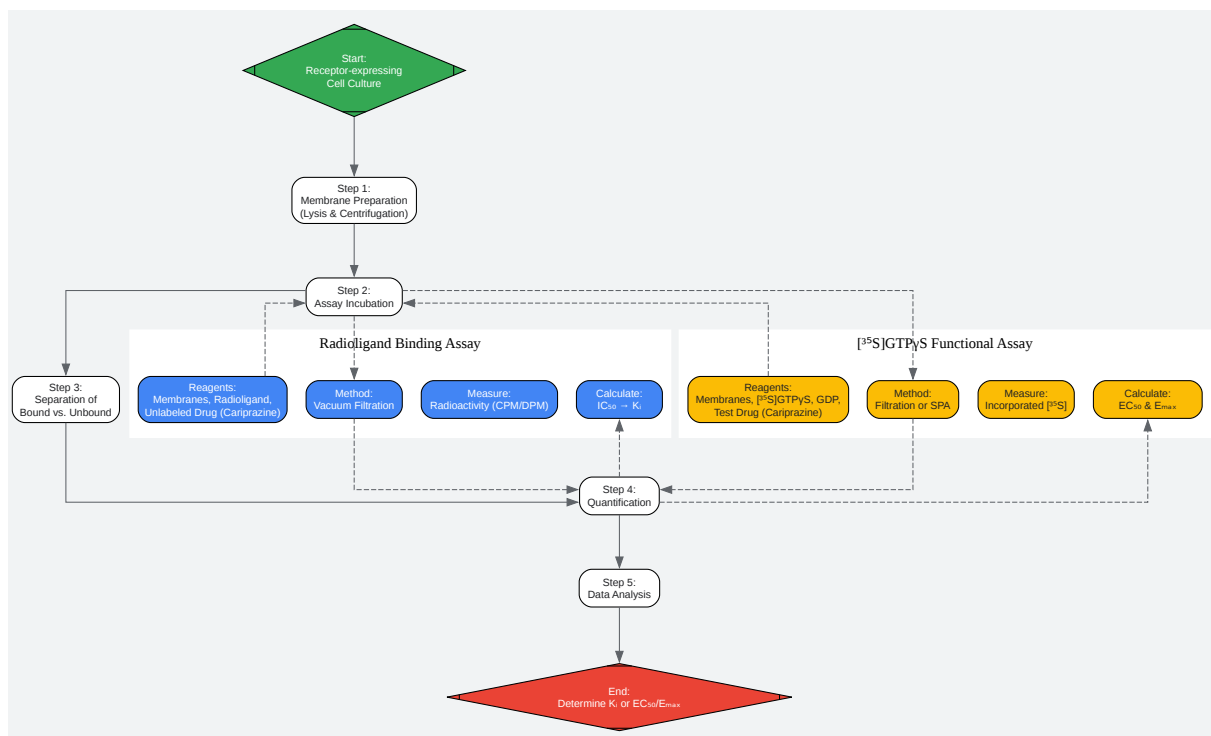 Start:
Receptor-expressing
Cell Culture
Step 1:
Membrane Preparation
(Lysis & Centrifugation)
Step 2:
Assay Incubation
Radioligand Binding Assay
[³⁵S]GTPγS Functional Assay
Step 3:
Separation of
Bound vs. Unbound
Reagents:
Membranes, Radioligand,
Unlabeled Drug (Cariprazine)
Method:
Vacuum Filtration
Measure:
Radioactivity (CPM/DPM)
Calculate:
IC₅₀ → Kᵢ
Reagents:
Membranes, [³⁵S]GTPγS, GDP,
Test Drug (Cariprazine)
Method:
Filtration or SPA
Measure:
Incorporated [³⁵S]
Calculate:
EC₅₀ & Eₘₐₓ
Step 4:
Quantification
Step 5:
Data Analysis
End:
Determine Kᵢ or EC₅₀/Eₘₐₓ